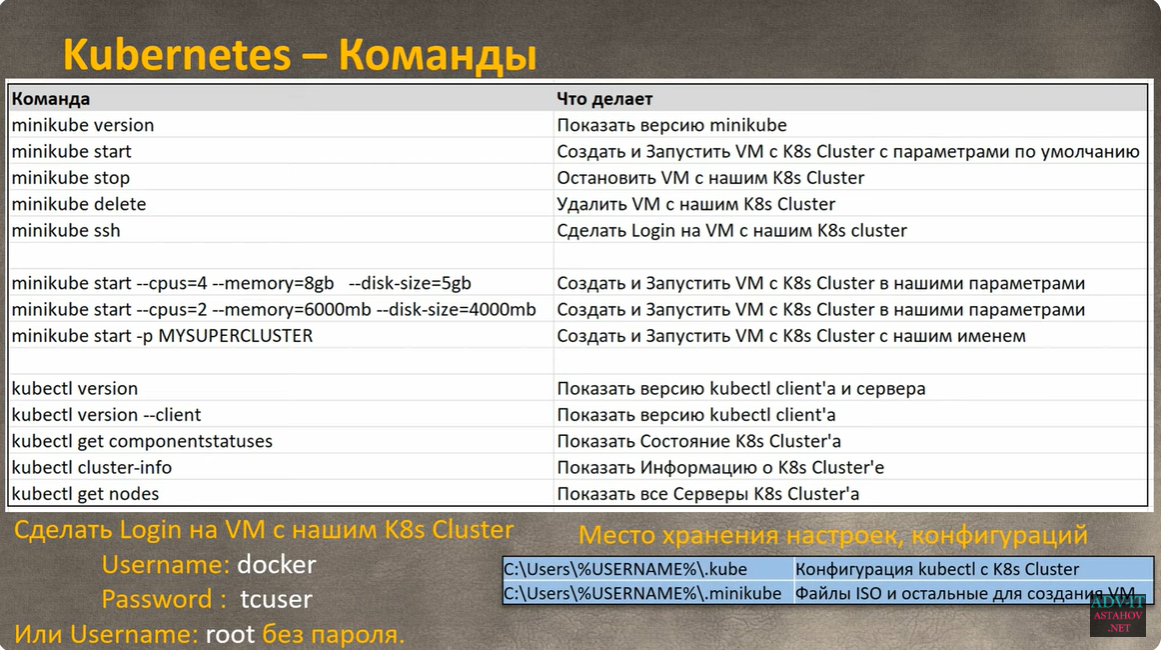 Kubernetes – Команды
Команда Что делает
minikube version Показать версию minikube
minikube start Создать и Запустить VM с K8s Cluster с параметрами по умолчанию
minikube stop Остановить VM с нашим K8s Cluster
minikube delete Удалить VM с нашим K8s Cluster
minikube ssh Сделать Login на VM с нашим K8s cluster
minikube start --cpus=4 --memory=8gb --disk-size=5gb Создать и Запустить VM с K8s Cluster в нашими параметрами
minikube start --cpus=2 --memory=6000mb --disk-size=4000mb Создать и Запустить VM с K8s Cluster в нашими параметрами
minikube start -p MYSUPERCLUSTER Создать и Запустить VM с K8s Cluster с нашим именем
kubectl version Показать версию kubectl client'а и сервера
kubectl version --client Показать версию kubectl client'а
kubectl get componentstatuses Показать Состояние K8s Cluster'а
kubectl cluster-info Показать Информацию о K8s Cluster'е
kubectl get nodes Показать все Серверы K8s Cluster'а
Сделать Login на VM с нашим K8s Cluster
Username: docker
Password : tcuser
Или Username: root без пароля.
Место хранения настроек, конфигураций
C:\Users\%USERNAME%\.kube Конфигурация kubectl с K8s Cluster
C:\Users\%USERNAME%\.minikube Файлы ISO и остальные для создания VM
ADV-IT
ASTAHOV
.NET